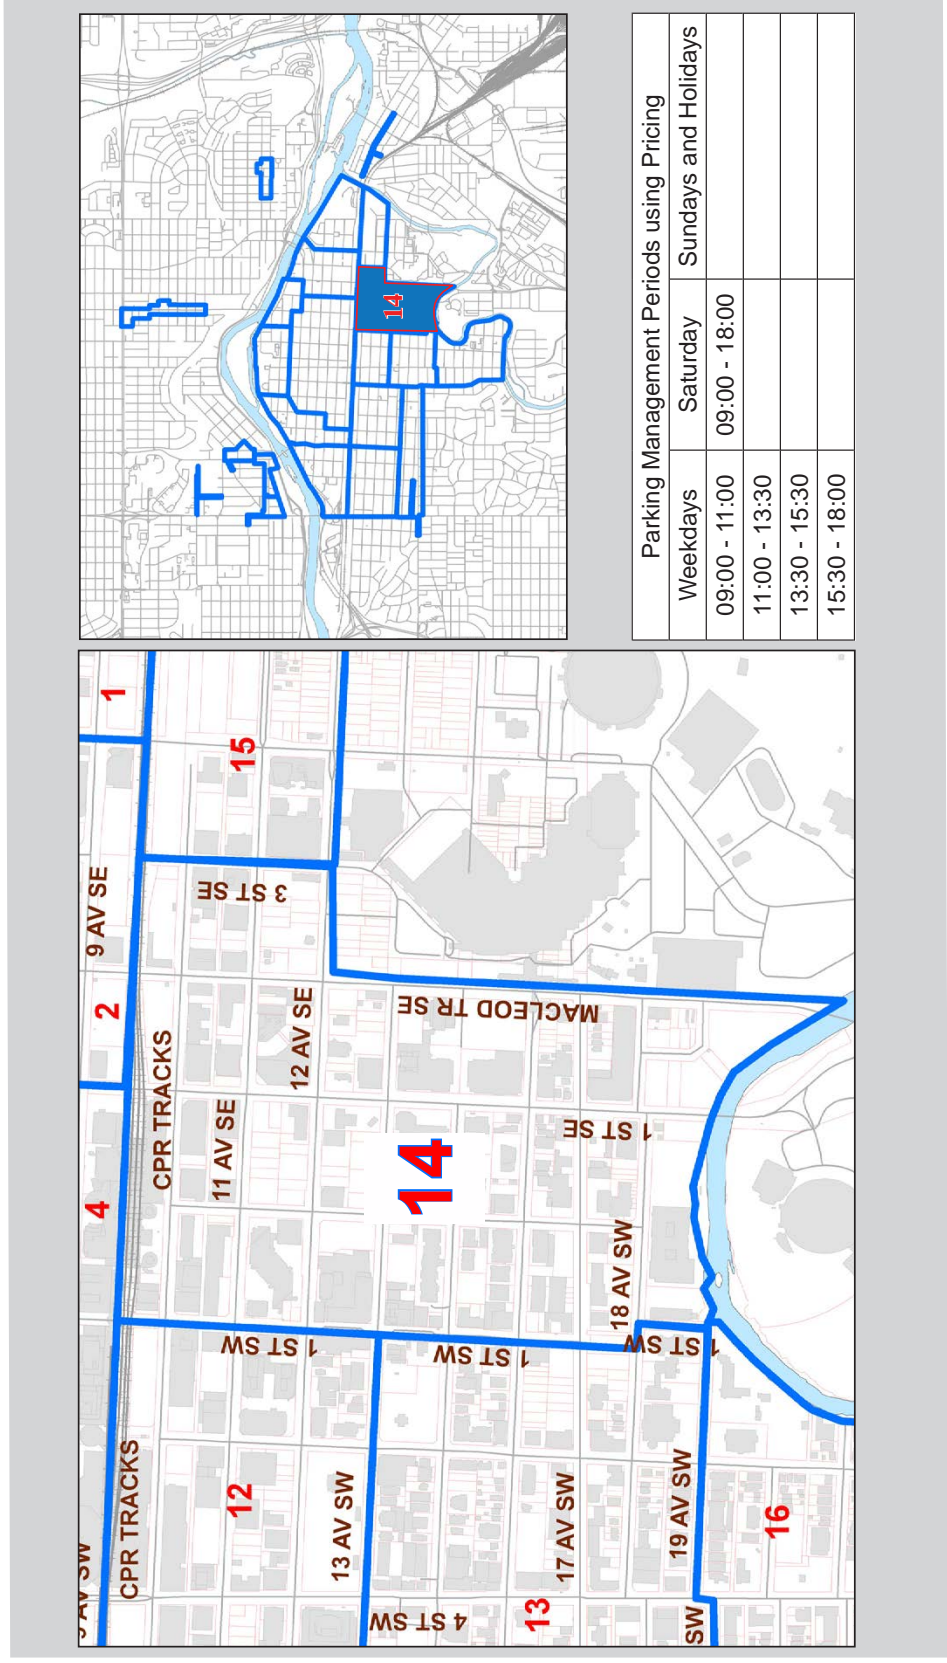 1
2
4
15
14
12
13
16
9 AV SE
CPR TRACKS
CPR TRACKS
3 ST SE
11 AV SE
12 AV SE
MACLEOD TR SE
1 ST SE
18 AV SW
1 ST SW
1 ST SW
1 ST SW
13 AV SW
17 AV SW
19 AV SW
4 ST SW
AV SW
SW
14
Parking Management Periods using Pricing
Weekdays Saturday Sundays and Holidays
09:00 - 11:00 09:00 - 18:00
11:00 - 13:30
13:30 - 15:30
15:30 - 18:00